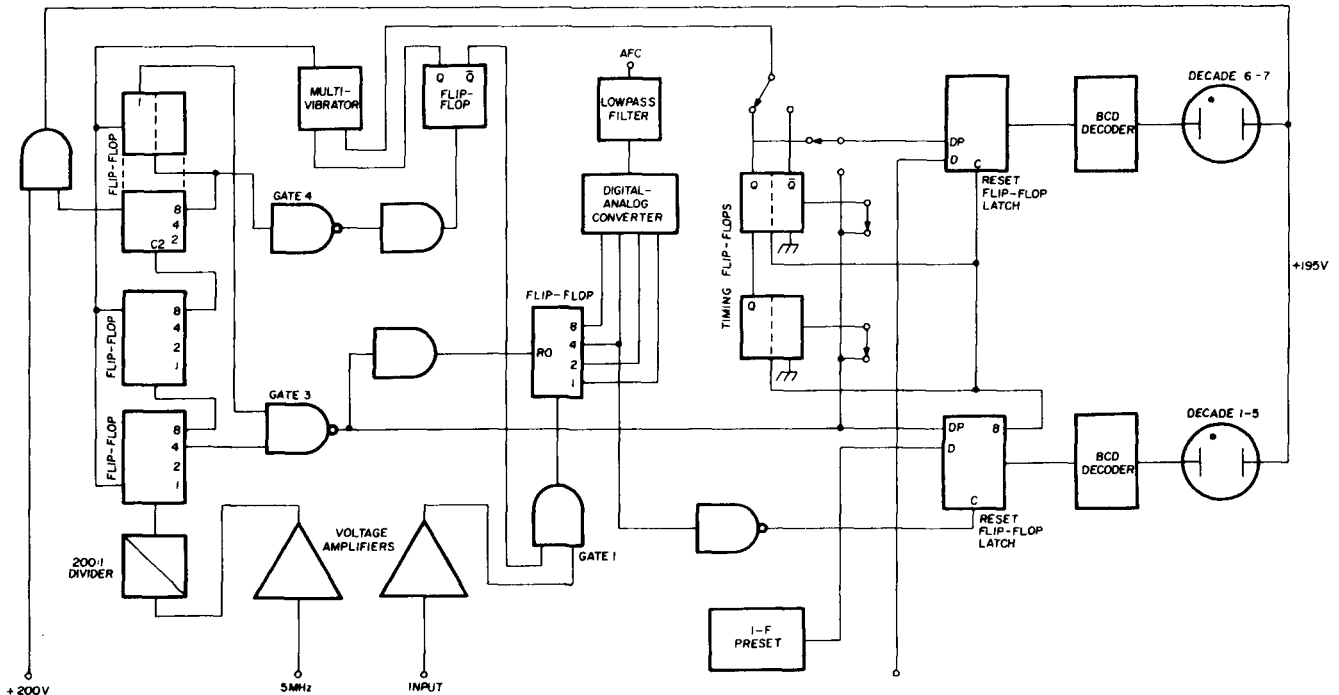 AFC
MULTI-
VIBRATOR
Q Q̅
FLIP-
FLOP
LOWPASS
FILTER
DECADE 6-7
BCD
DECODER
1
FLIP-FLOP
8
4
2
C2
GATE 4
DIGITAL-
ANALOG
CONVERTER
DP
D
C
RESET
FLIP-FLOP
LATCH
Q Q̅
TIMING FLIP-FLOPS
Q
+195V
FLIP-FLOP
8
4
2
1
FLIP-FLOP
RO
8
4
2
1
GATE 3
FLIP-FLOP
8
4
2
1
DP
D
8
C
RESET
FLIP-FLOP
LATCH
BCD
DECODER
DECADE 1-5
200:1
DIVIDER
VOLTAGE
AMPLIFIERS
GATE 1
I-F
PRESET
+200V
5MHz
INPUT